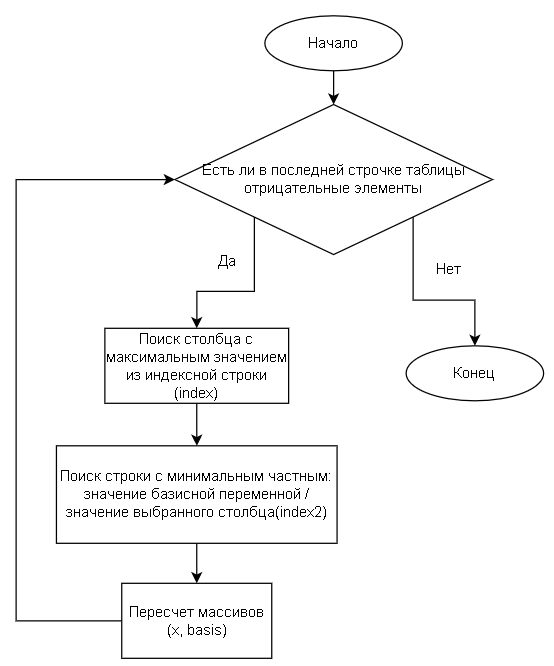 Начало
Есть ли в последней строчке таблицы
отрицательные элементы
Да
Нет
Поиск столбца с
максимальным значением
из индексной строки
(index)
Конец
Поиск строки с минимальным частным:
значение базисной переменной /
значение выбранного столбца(index2)
Пересчет массивов
(x, basis)